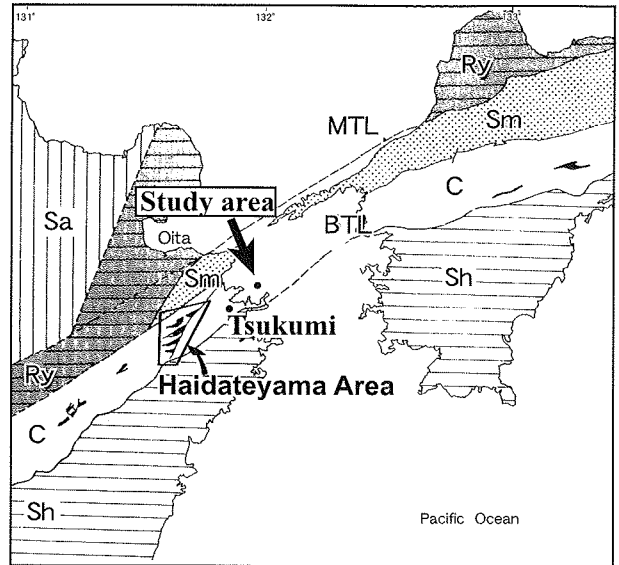 131°
132°
133°
Ry
MTL
Sm
C
Study area
BTL
Sa
Oita
Sm
Sh
Tsukumi
Ry
Haidateyama Area
C
Sh
Pacific Ocean